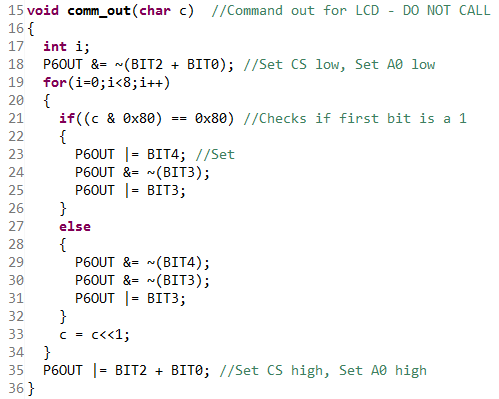 15 void comm_out(char c)  //Command out for LCD - DO NOT CALL
16 {
17   int i;
18   P6OUT &= ~(BIT2 + BIT0); //Set CS low, Set A0 low
19   for(i=0;i<8;i++)
20   {
21     if((c & 0x80) == 0x80) //Checks if first bit is a 1
22     {
23       P6OUT |= BIT4; //Set
24       P6OUT &= ~(BIT3);
25       P6OUT |= BIT3;
26     }
27     else
28     {
29       P6OUT &= ~(BIT4);
30       P6OUT &= ~(BIT3);
31       P6OUT |= BIT3;
32     }
33     c = c<<1;
34   }
35   P6OUT |= BIT2 + BIT0; //Set CS high, Set A0 high
36 }